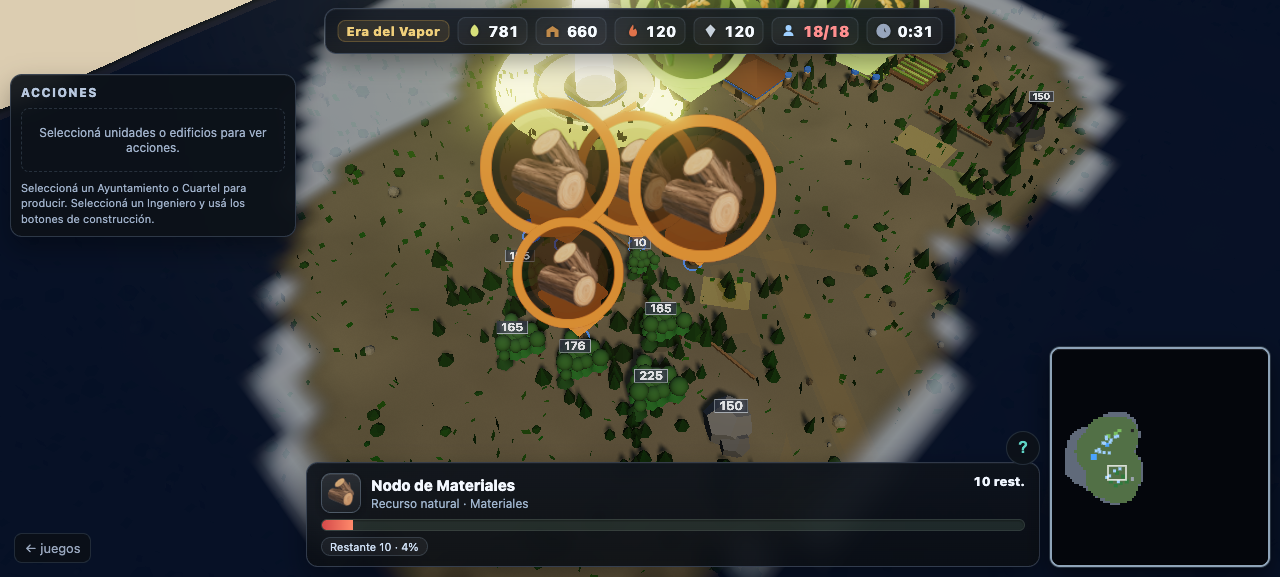 Era del Vapor 781 660 120 120 18/18 0:31
ACCIONES
Seleccioná unidades o edificios para ver
acciones.
Seleccioná un Ayuntamiento o Cuartel para
producir. Seleccioná un Ingeniero y usá los
botones de construcción.
150
10
165
165
176
225
150
?
Nodo de Materiales
10 rest.
Recurso natural · Materiales
Restante 10 · 4%
← juegos